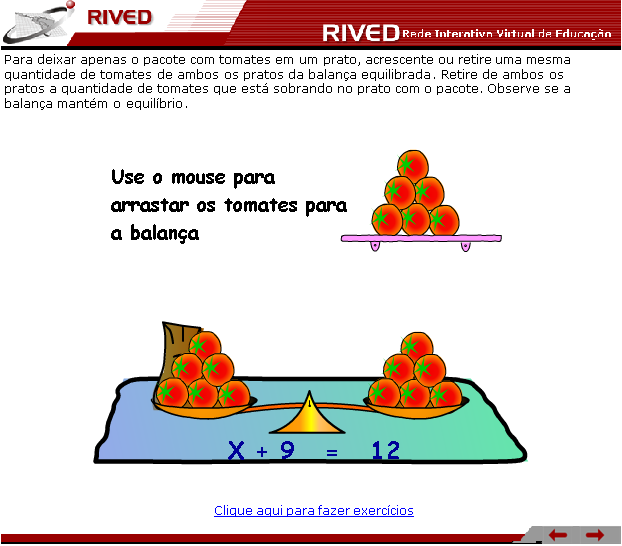 RIVED
RIVED Rede Interativa Virtual de Educação
Para deixar apenas o pacote com tomates em um prato, acrescente ou retire uma mesma
quantidade de tomates de ambos os pratos da balança equilibrada. Retire de ambos os
pratos a quantidade de tomates que está sobrando no prato com o pacote. Observe se a
balança mantém o equilíbrio.
Use o mouse para
arrastar os tomates para
a balança
X + 9 = 12
Clique aqui para fazer exercícios